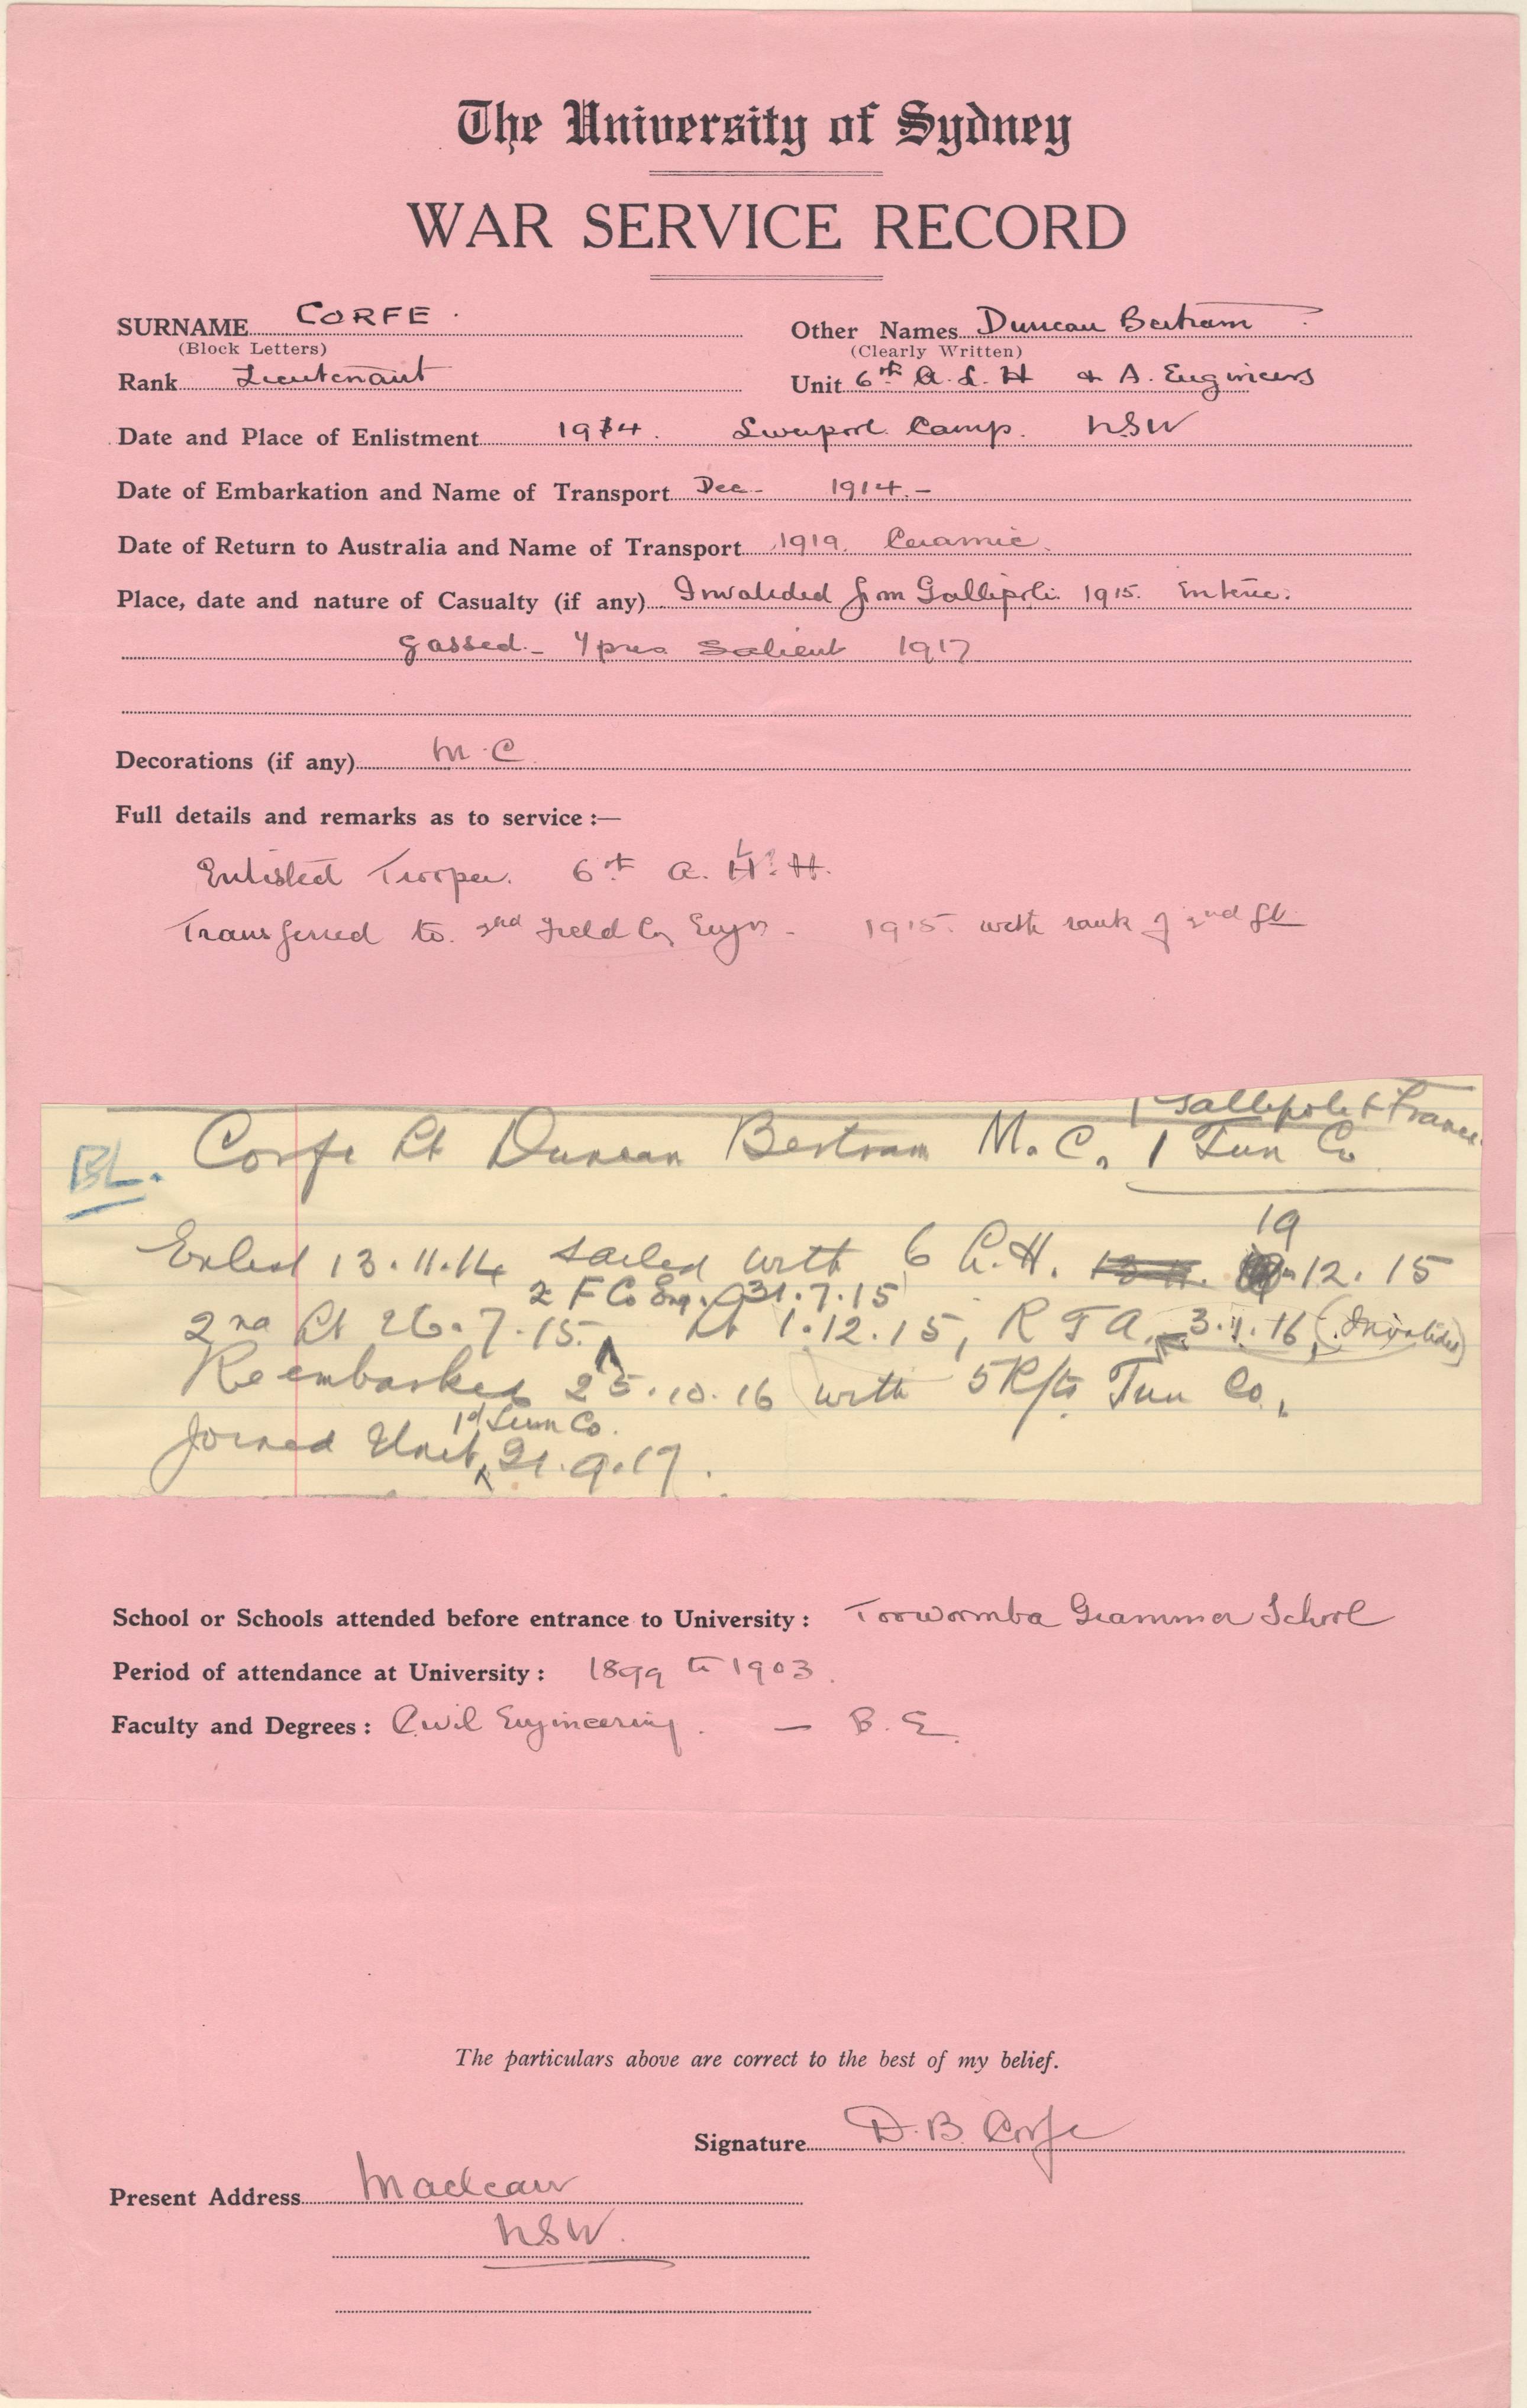 The University of Sydney
WAR SERVICE RECORD
SURNAME CORFE. Other Names Duncan Bertram.
(Block Letters) (Clearly Written)
Rank Lieutenant Unit 6th A. L. H & A. Engineers
Date and Place of Enlistment 1914. Liverpool Camp. NSW
Date of Embarkation and Name of Transport Dec - 1914. -
Date of Return to Australia and Name of Transport 1919. Ceramic.
Place, date and nature of Casualty (if any) Invalided from Gallipoli 1915.
gassed - Ypres Salient 1917
Decorations (if any) M.C.
Full details and remarks as to service :—
Enlisted Trooper. 6th A. L. H.
Transferred to 2nd Field Co Engrs - 1915. with rank of 2nd Lt
Gallipoli & France.
BL. Corfe Lt Duncan Bertram M.C. 1 Tun Co
19
Enlist 13.11.14 sailed with 6 L.H. 12.15
2 F Co Eng. 31.7.15
2nd Lt 26.7.15. Lt 1.12.15, R T A 3.1.16 (Invalided)
Reembarked 25.10.16 with 5 Rfts Tun Co.,
1st Tun Co.
Joined Unit 21.9.17.
School or Schools attended before entrance to University : Toowoomba Grammar School
Period of attendance at University : 1899 to 1903.
Faculty and Degrees : Civil Engineering. — B.E.
The particulars above are correct to the best of my belief.
Signature D.B. Corfe
Present Address Maclean
NSW.